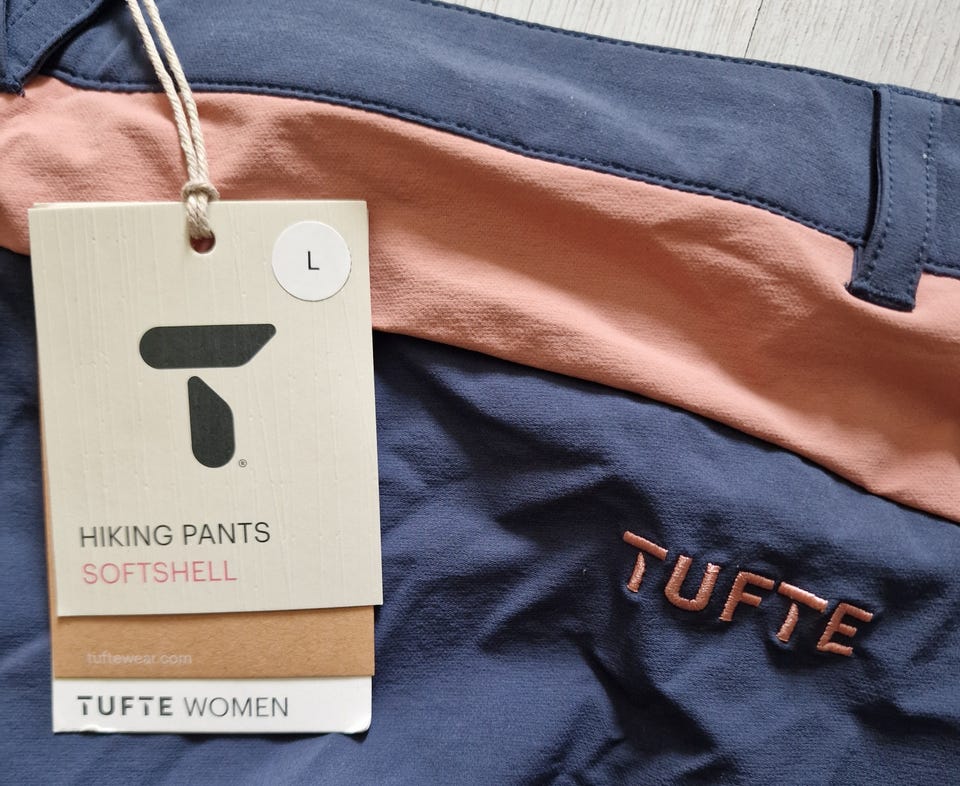 L
®
HIKING PANTS
SOFTSHELL
tuftewear.com
TUFTE WOMEN
TUFTE